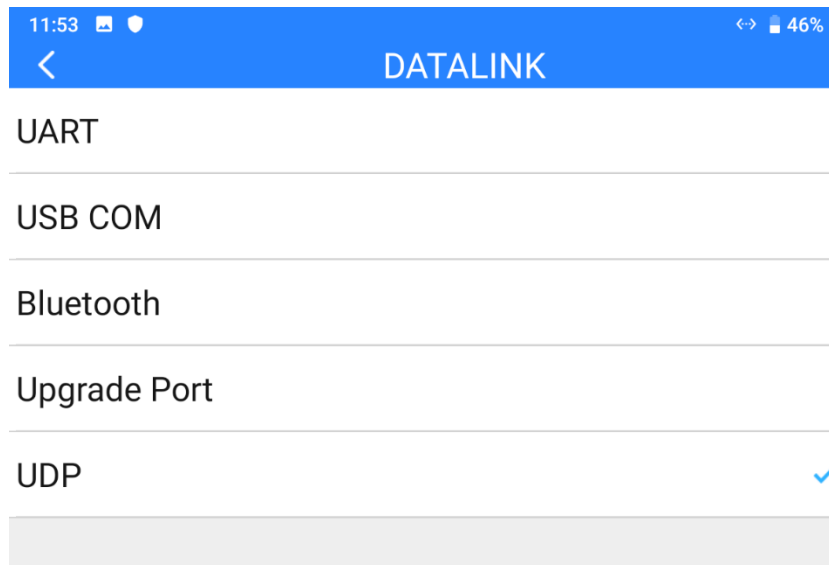 11:53 46%
DATALINK
UART
USB COM
Bluetooth
Upgrade Port
UDP